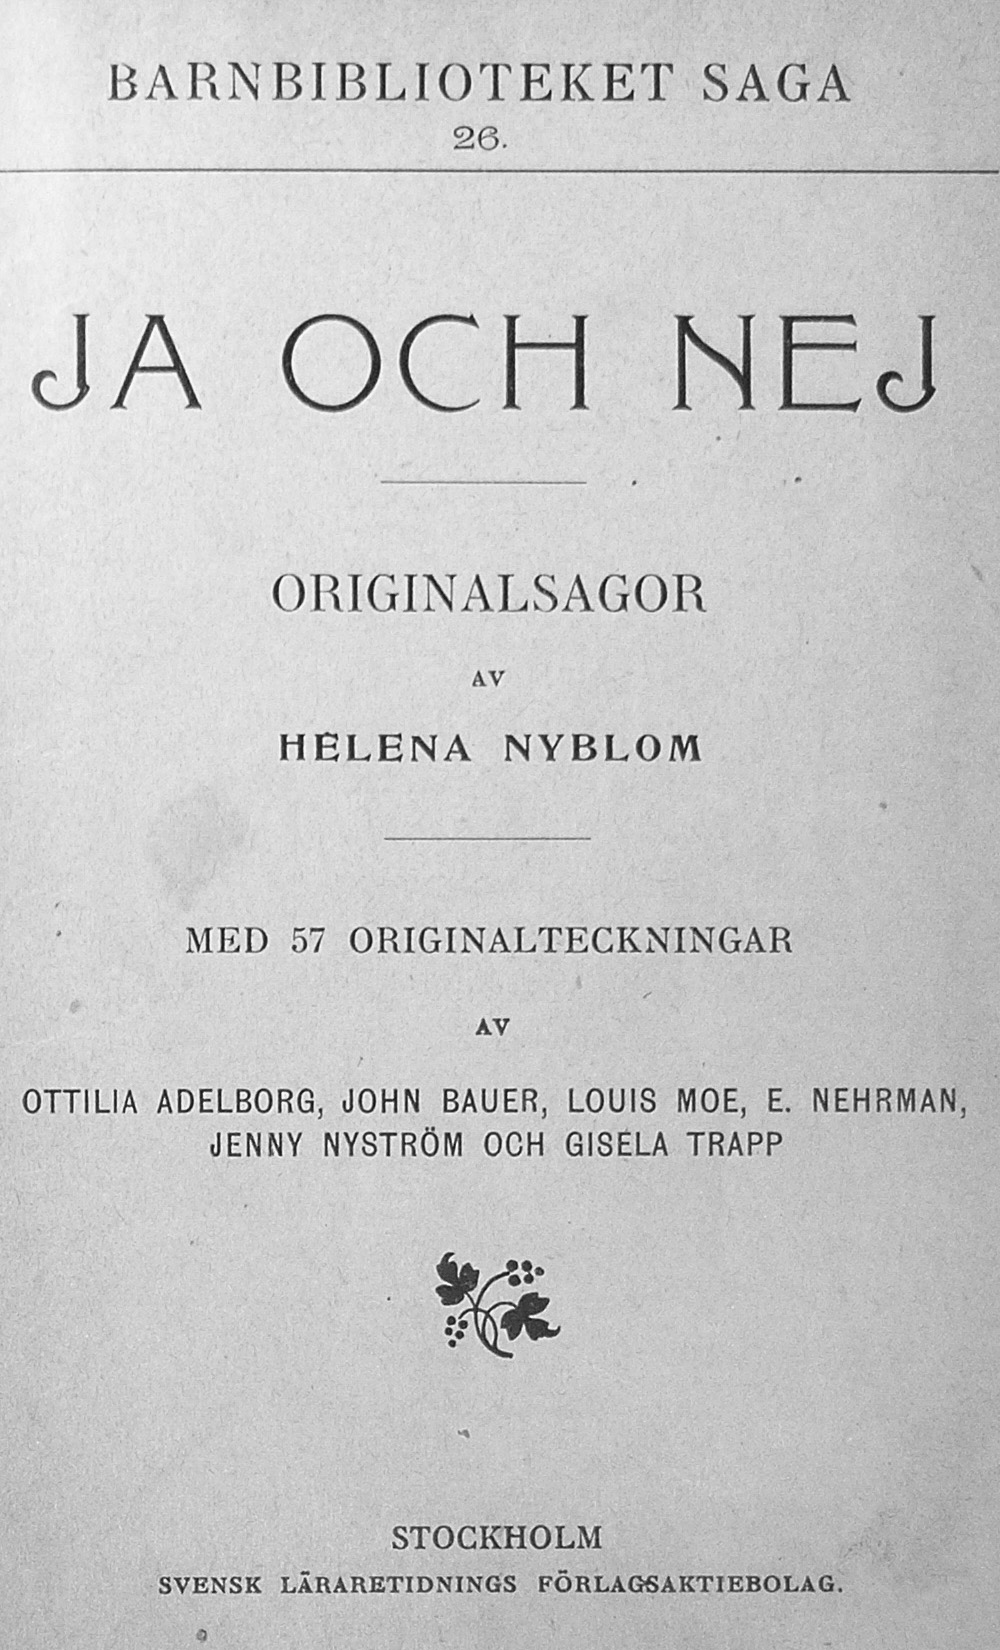 BARNBIBLIOTEKET SAGA
26.
JA OCH NEJ
ORIGINALSAGOR
AV
HELENA NYBLOM
MED 57 ORIGINALTECKNINGAR
AV
OTTILIA ADELBORG, JOHN BAUER, LOUIS MOE, E. NEHRMAN,
JENNY NYSTRÖM OCH GISELA TRAPP
STOCKHOLM
SVENSK LÄRARETIDNINGS FÖRLAGSAKTIEBOLAG.